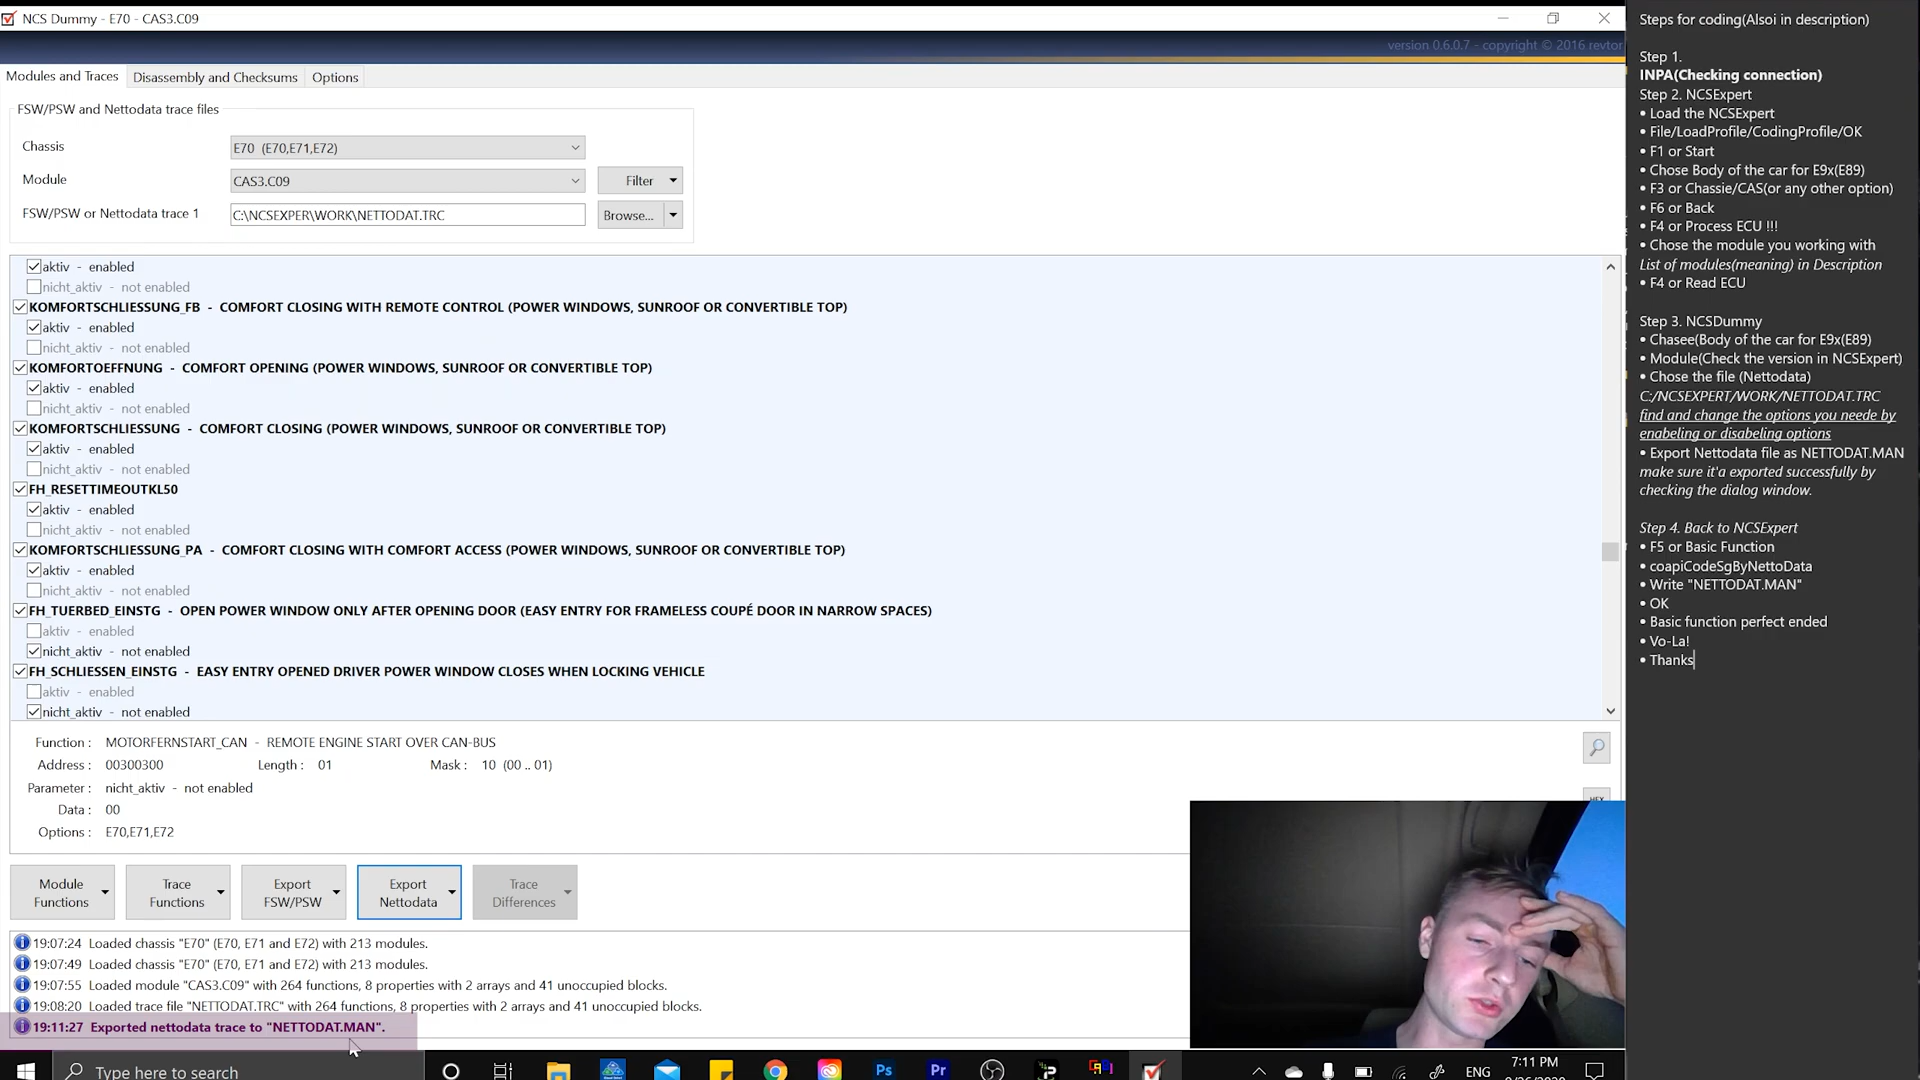 NCS Dummy - E70 - CAS3.C09
version 0.6.0.7 - copyright © 2016 revtor
Modules and Traces
Disassembly and Checksums
Options
FSW/PSW and Nettodata trace files
Chassis
E70 (E70,E71,E72)
Module
CAS3.C09
Filter
FSW/PSW or Nettodata trace 1
C:\NCSEXPER\WORK\NETTODAT.TRC
Browse...
aktiv - enabled
nicht_aktiv - not enabled
KOMFORTSCHLIESSUNG_FB - COMFORT CLOSING WITH REMOTE CONTROL (POWER WINDOWS, SUNROOF OR CONVERTIBLE TOP)
aktiv - enabled
nicht_aktiv - not enabled
KOMFORTOEFFNUNG - COMFORT OPENING (POWER WINDOWS, SUNROOF OR CONVERTIBLE TOP)
aktiv - enabled
nicht_aktiv - not enabled
KOMFORTSCHLIESSUNG - COMFORT CLOSING (POWER WINDOWS, SUNROOF OR CONVERTIBLE TOP)
aktiv - enabled
nicht_aktiv - not enabled
FH_RESETTIMEOUTKL50
aktiv - enabled
nicht_aktiv - not enabled
KOMFORTSCHLIESSUNG_PA - COMFORT CLOSING WITH COMFORT ACCESS (POWER WINDOWS, SUNROOF OR CONVERTIBLE TOP)
aktiv - enabled
nicht_aktiv - not enabled
FH_TUERBED_EINSTG - OPEN POWER WINDOW ONLY AFTER OPENING DOOR (EASY ENTRY FOR FRAMELESS COUPÉ DOOR IN NARROW SPACES)
aktiv - enabled
nicht_aktiv - not enabled
FH_SCHLIESSEN_EINSTG - EASY ENTRY OPENED DRIVER POWER WINDOW CLOSES WHEN LOCKING VEHICLE
aktiv - enabled
nicht_aktiv - not enabled
Function : MOTORFERNSTART_CAN - REMOTE ENGINE START OVER CAN-BUS
Address : 00300300 Length : 01 Mask : 10 (00 .. 01)
Parameter : nicht_aktiv - not enabled
Data : 00
Options : E70,E71,E72
Module Functions
Trace Functions
Export FSW/PSW
Export Nettodata
Trace Differences
19:07:24 Loaded chassis "E70" (E70, E71 and E72) with 213 modules.
19:07:49 Loaded chassis "E70" (E70, E71 and E72) with 213 modules.
19:07:55 Loaded module "CAS3.C09" with 264 functions, 8 properties with 2 arrays and 41 unoccupied blocks.
19:08:20 Loaded trace file "NETTODAT.TRC" with 264 functions, 8 properties with 2 arrays and 41 unoccupied blocks.
19:11:27 Exported nettodata trace to "NETTODAT.MAN".
Type here to search
Ps
Pr
ENG
7:11 PM
Steps for coding(Alsoi in description)
Step 1.
INPA(Checking connection)
Step 2. NCSExpert
• Load the NCSExpert
• File/LoadProfile/CodingProfile/OK
• F1 or Start
• Chose Body of the car for E9x(E89)
• F3 or Chassie/CAS(or any other option)
• F6 or Back
• F4 or Process ECU !!!
• Chose the module you working with
List of modules(meaning) in Description
• F4 or Read ECU
Step 3. NCSDummy
• Chasee(Body of the car for E9x(E89)
• Module(Check the version in NCSExpert)
• Chose the file (Nettodata)
C:/NCSEXPERT/WORK/NETTODAT.TRC
find and change the options you neede by
enabeling or disabeling options
• Export Nettodata file as NETTODAT.MAN
make sure it'a exported successfully by
checking the dialog window.
Step 4. Back to NCSExpert
• F5 or Basic Function
• coapiCodeSgByNettoData
• Write "NETTODAT.MAN"
• OK
• Basic function perfect ended
• Vo-La!
• Thanks